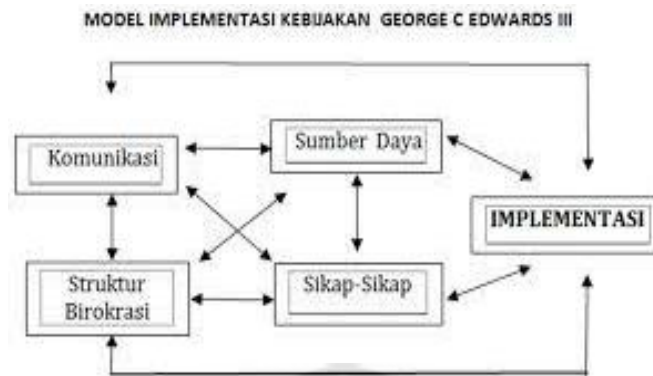 MODEL IMPLEMENTASI KEBIJAKAN GEORGE C EDWARDS III
Komunikasi
Sumber Daya
IMPLEMENTASI
Struktur
Birokrasi
Sikap-Sikap